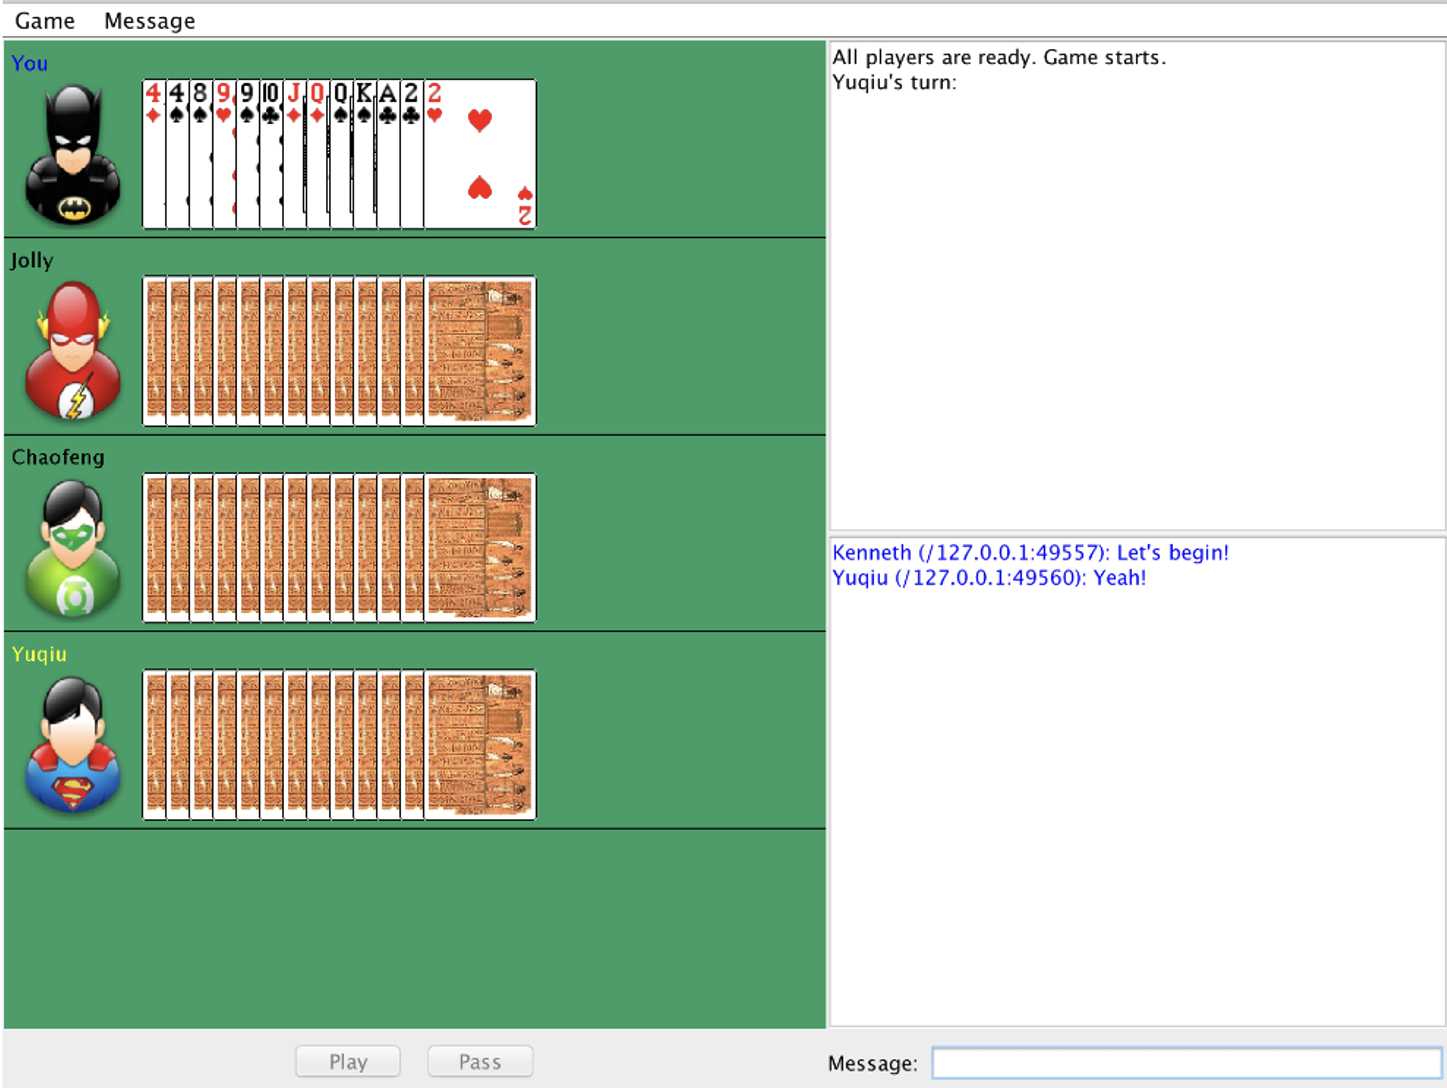 Game Message
You
4 4 8 9 9 10 J Q Q K A 2 2
2
Jolly
Chaofeng
Yuqiu
All players are ready. Game starts.
Yuqiu's turn:
Kenneth (/127.0.0.1:49557): Let's begin!
Yuqiu (/127.0.0.1:49560): Yeah!
Play Pass
Message: